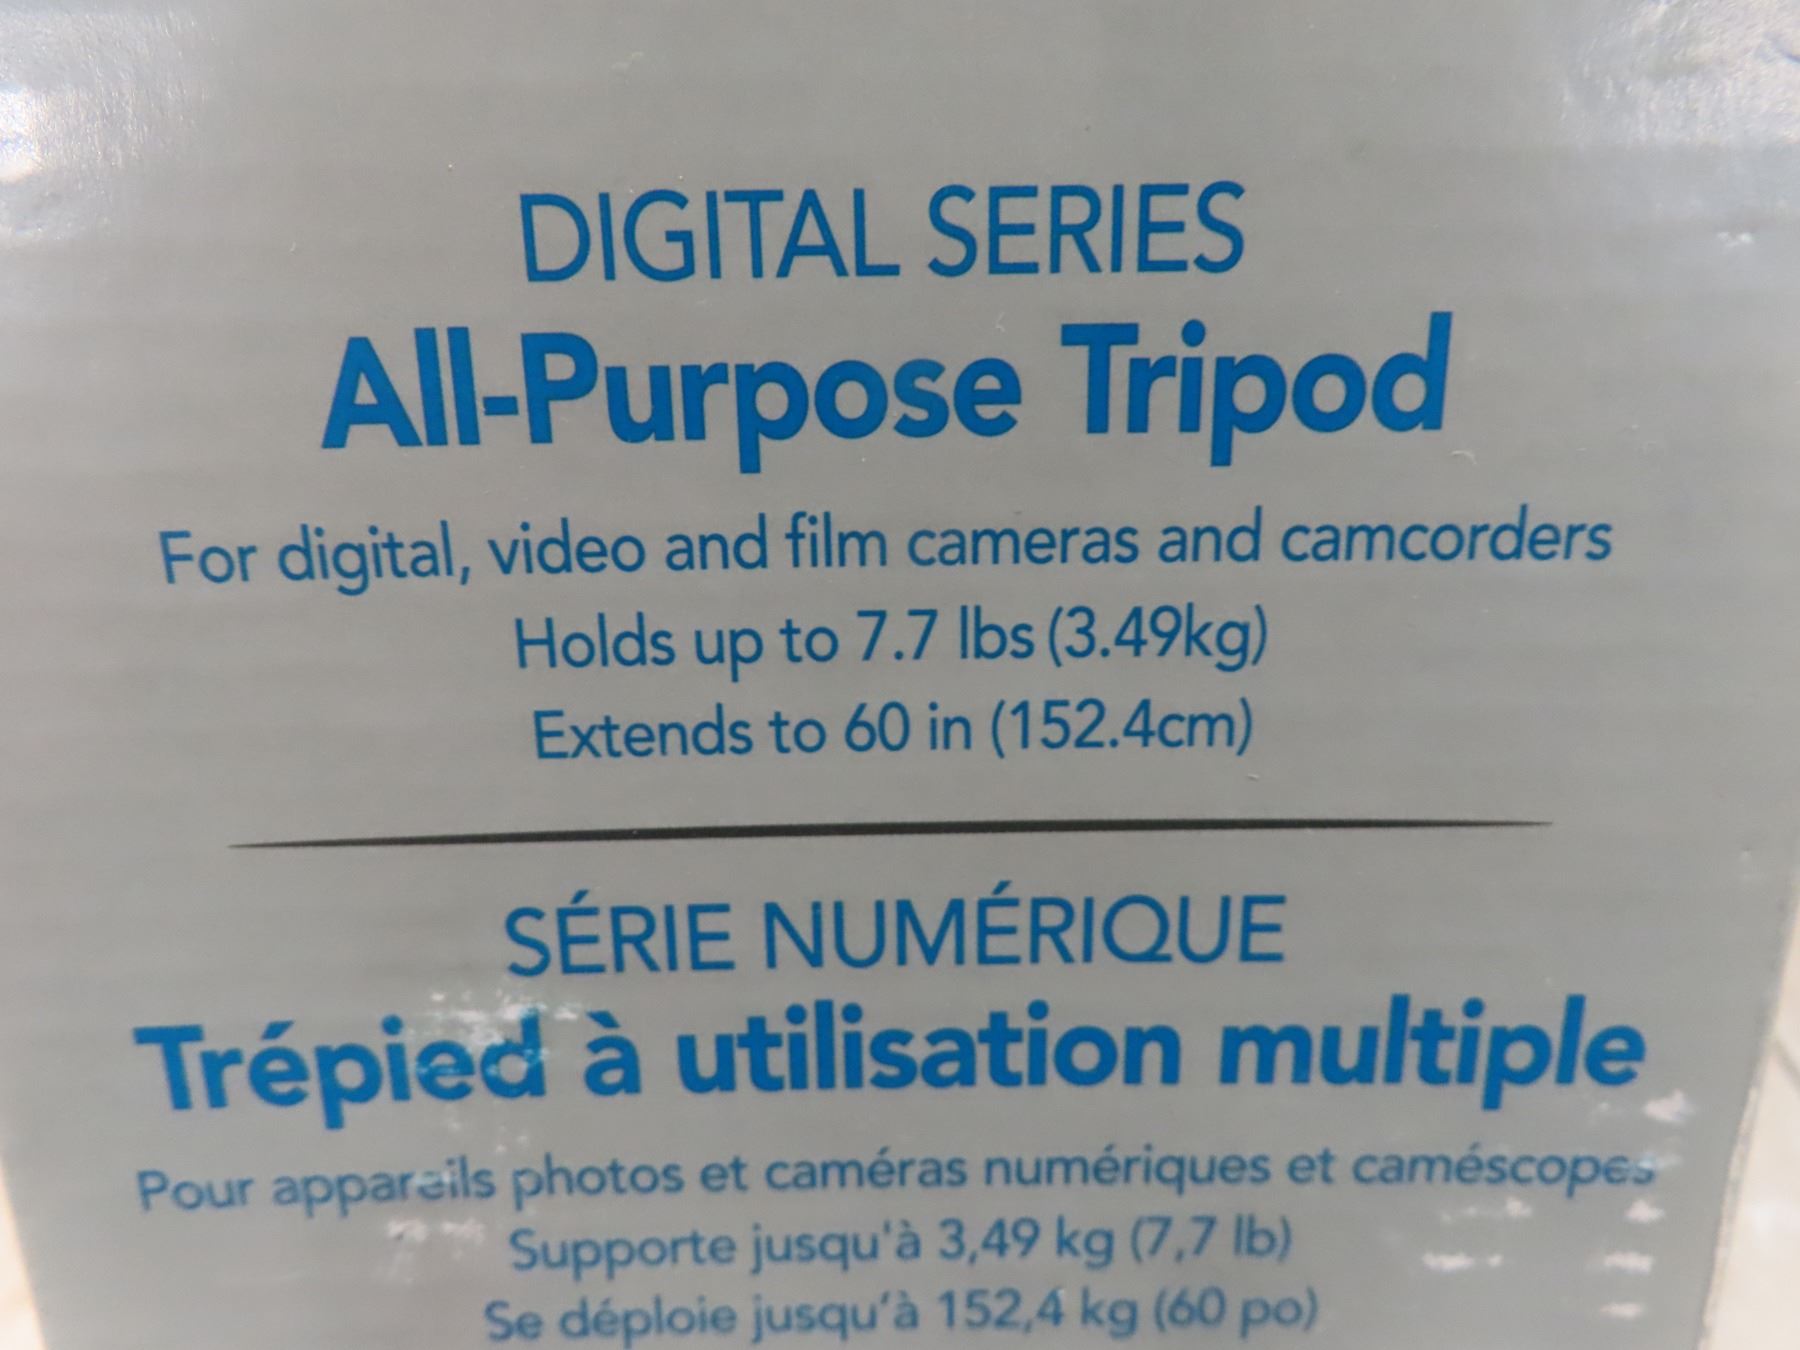 DIGITAL SERIES
All-Purpose Tripod
For digital, video and film cameras and camcorders
Holds up to 7.7 lbs (3.49kg)
Extends to 60 in (152.4cm)
SÉRIE NUMÉRIQUE
Trépied à utilisation multiple
Pour appareils photos et caméras numériques et caméscopes
Supporte jusqu'à 3,49 kg (7,7 lb)
Se déploie jusqu'à 152,4 kg (60 po)